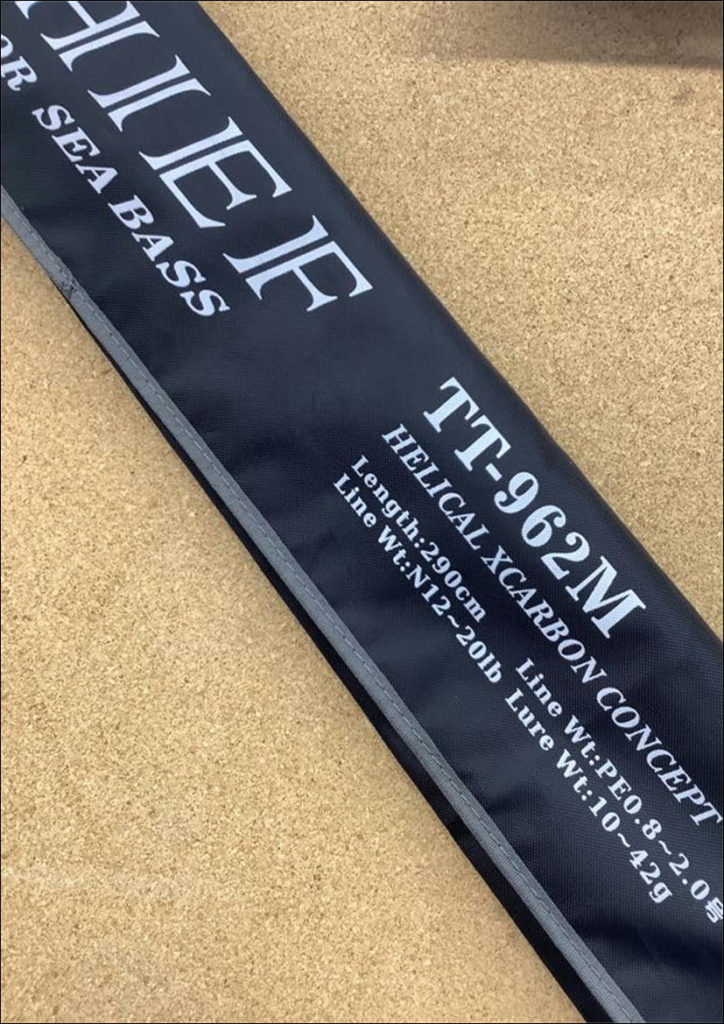 HIEF
OR SEA BASS
TT-962M
HELICAL XCARBON CONCEPT
Length:290cm Line Wt:PE0.8~2.0号
Line Wt:N12~20lb Lure Wt:10~42g